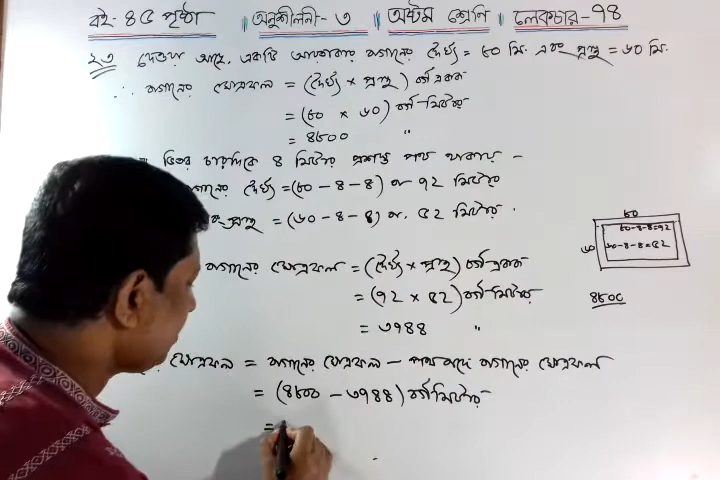 বই- ৪৫ পৃষ্ঠা | অনুশীলনী- ৩ | অষ্টম শ্রেণি | লেকচার-১৪
২৩ দেওয়া আছে, একটি আয়তাকার বাগানের দৈর্ঘ্য = ৮০ মি. এবং প্রস্থ = ৬০ মি.
∴ বাগানের ক্ষেত্রফল = (দৈর্ঘ্য × প্রস্থ) বর্গ একক
= (৮০ × ৬০) বর্গ মিটার
= ৪৮০০ "
ভিতর চারদিকে ৪ মিটার প্রশস্ত পথ থাকায় -
বাগানের দৈর্ঘ্য = (৮০ - ৪ - ৪) বা ৭২ মিটার
প্রস্থ = (৬০ - ৪ - ৪) বা, ৫২ মিটার
৮০
৮০-৪-৪=৭২
৬০
৬০-৪-৪=৫২
৪৮০০
বাগানের ক্ষেত্রফল = (দৈর্ঘ্য × প্রস্থ) বর্গ একক
= (৭২ × ৫২) বর্গ মিটার
= ৩৭৪৪ "
ক্ষেত্রফল = বাগানের ক্ষেত্রফল - পথবাদে বাগানের ক্ষেত্রফল
= (৪৮০০ - ৩৭৪৪) বর্গ মিটার
=